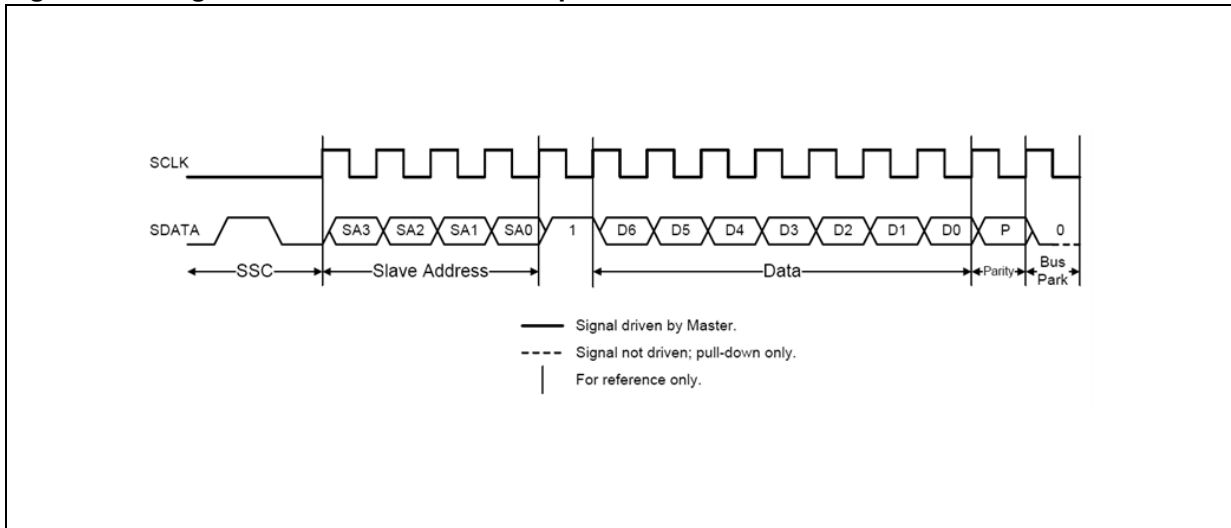 SCLK
SDATA SA3 SA2 SA1 SA0 1 D6 D5 D4 D3 D2 D1 D0 P 0
SSC Slave Address Data Parity Bus
Park
Signal driven by Master.
Signal not driven; pull-down only.
For reference only.